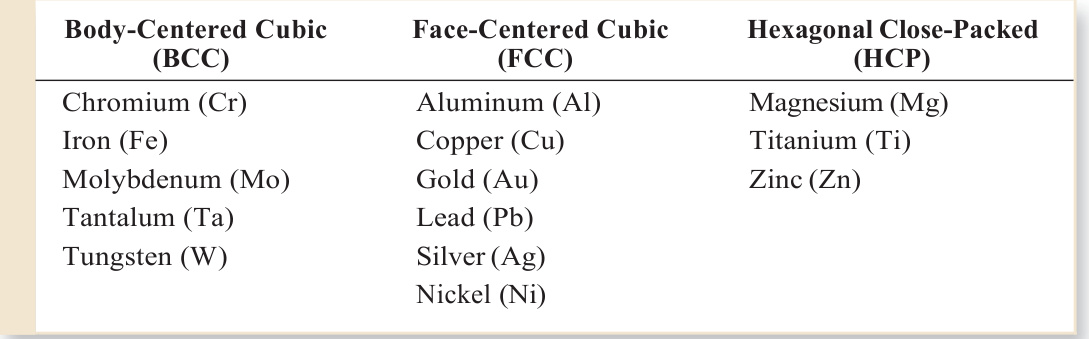 Body-Centered Cubic Face-Centered Cubic Hexagonal Close-Packed
(BCC) (FCC) (HCP)
Chromium (Cr) Aluminum (Al) Magnesium (Mg)
Iron (Fe) Copper (Cu) Titanium (Ti)
Molybdenum (Mo) Gold (Au) Zinc (Zn)
Tantalum (Ta) Lead (Pb)
Tungsten (W) Silver (Ag)
Nickel (Ni)